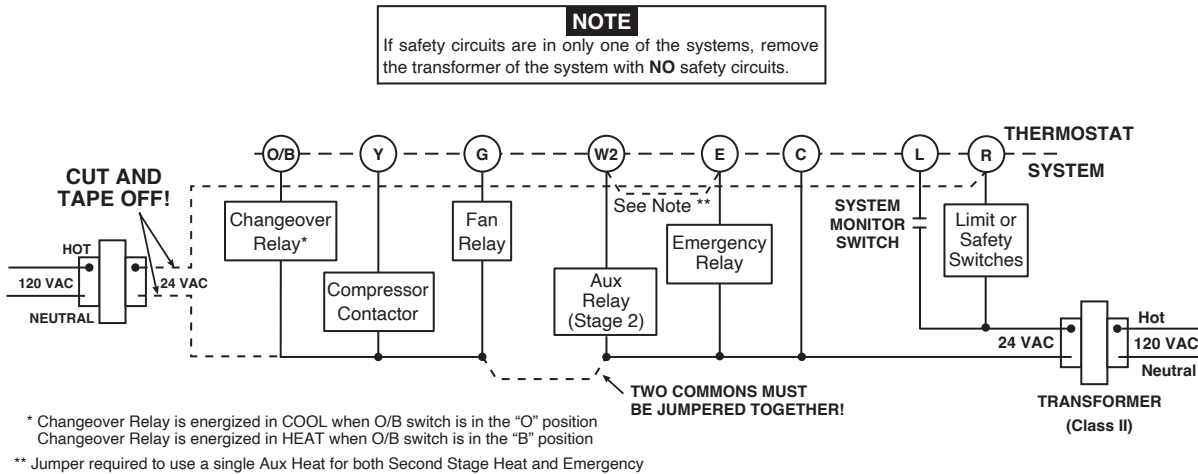 NOTE
If safety circuits are in only one of the systems, remove
the transformer of the system with NO safety circuits.
O/B Y G W2 E C L R
THERMOSTAT
SYSTEM
CUT AND
TAPE OFF!
See Note **
SYSTEM
MONITOR
SWITCH
Changeover
Relay*
Fan
Relay
Emergency
Relay
Limit or
Safety
Switches
HOT
120 VAC
24 VAC
NEUTRAL
Compressor
Contactor
Aux
Relay
(Stage 2)
24 VAC
Hot
120 VAC
Neutral
TWO COMMONS MUST
BE JUMPERED TOGETHER!
TRANSFORMER
(Class II)
* Changeover Relay is energized in COOL when O/B switch is in the “O” position
Changeover Relay is energized in HEAT when O/B switch is in the “B” position
** Jumper required to use a single Aux Heat for both Second Stage Heat and Emergency